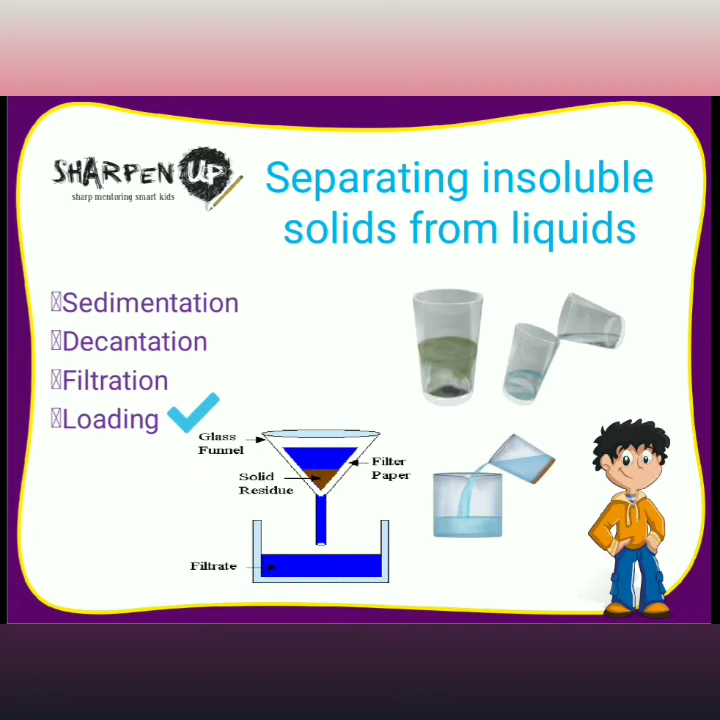 SHARPEN UP
sharp mentoring smart kids
Separating insoluble
solids from liquids
Sedimentation
Decantation
Filtration
Loading
Glass
Funnel
Filter
Paper
Solid
Residue
Filtrate